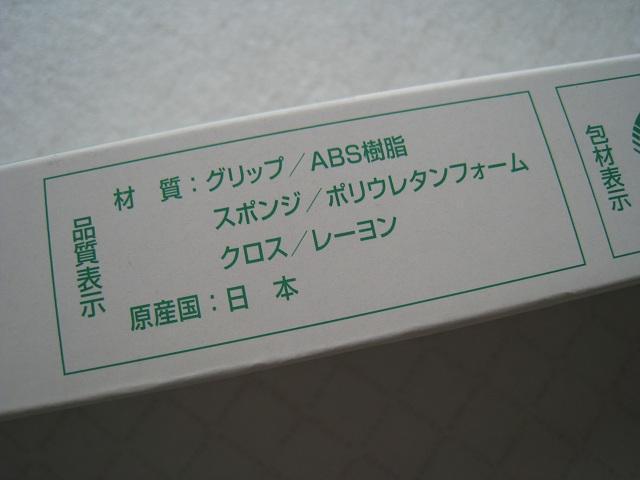 品質表示
材 質：グリップ／ABS樹脂
スポンジ／ポリウレタンフォーム
クロス／レーヨン
原産国：日 本
包材表示